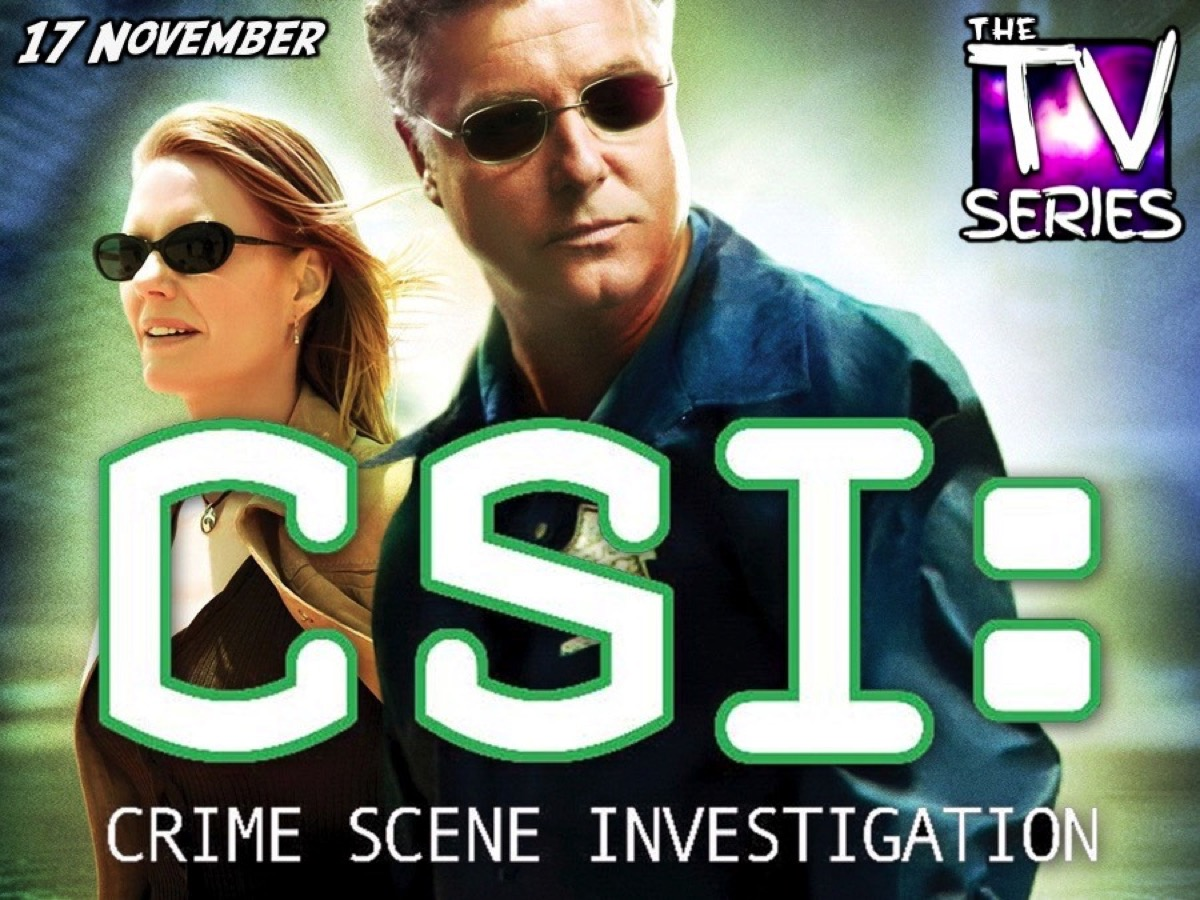 17 NOVEMBER
THE
TV
SERIES
CSI:
CRIME SCENE INVESTIGATION